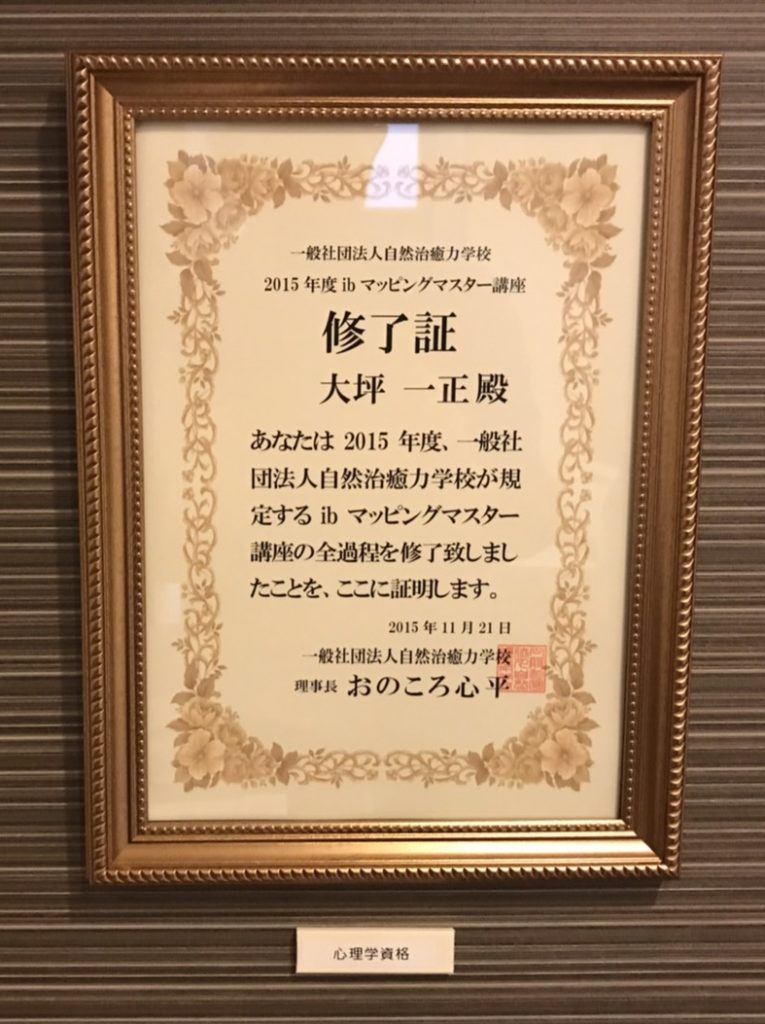 一般社団法人自然治癒力学校
2015 年度 ib マッピングマスター講座
修了証
大坪 一正 殿
あなたは 2015 年度、一般社
団法人自然治癒力学校が規
定する ib マッピングマスター
講座の全過程を修了致しまし
たことを、ここに証明します。
2015 年 11 月 21 日
一般社団法人自然治癒力学校
理事長 おのころ心平
心理学資格